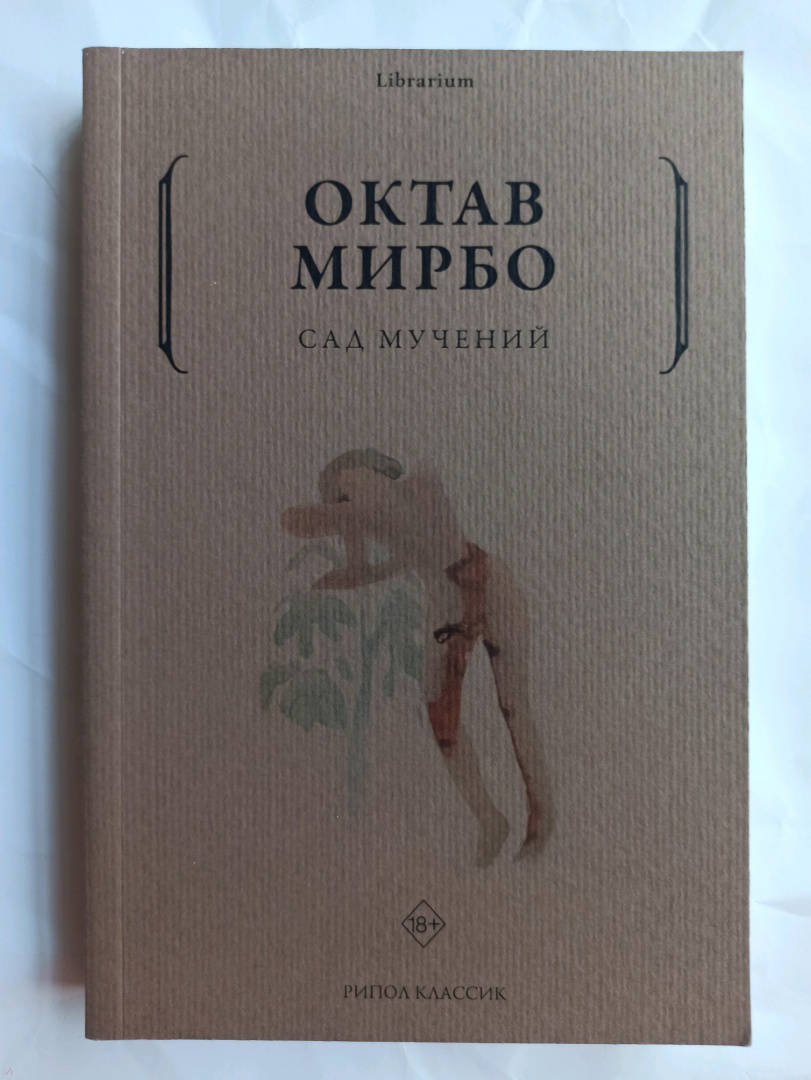 Librarium
ОКТАВ
МИРБО
САД МУЧЕНИЙ
18+
РИПОЛ КЛАССИК